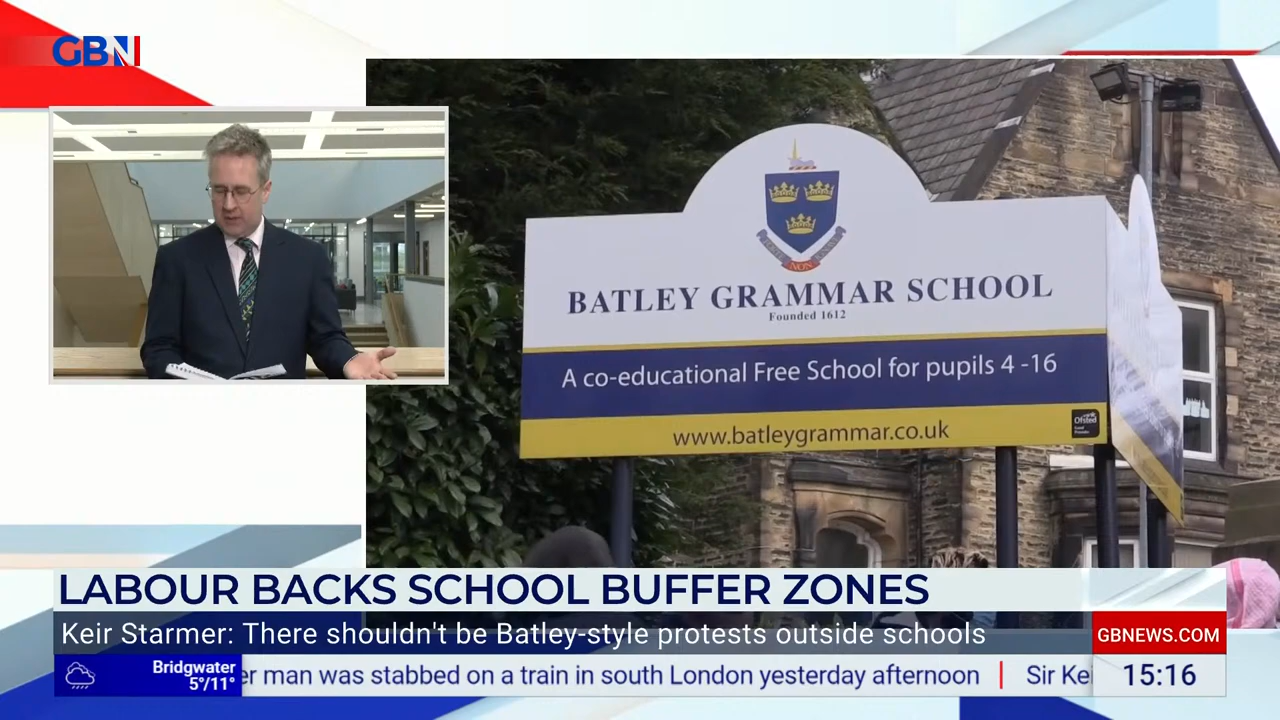 GBN
NON
BATLEY GRAMMAR SCHOOL
Founded 1612
A co-educational Free School for pupils 4 -16
www.batleygrammar.co.uk
Ofsted
LABOUR BACKS SCHOOL BUFFER ZONES
Keir Starmer: There shouldn't be Batley-style protests outside schools
GBNEWS.COM
Bridgwater
5°/11°
er man was stabbed on a train in south London yesterday afternoon | Sir Kei
15:16